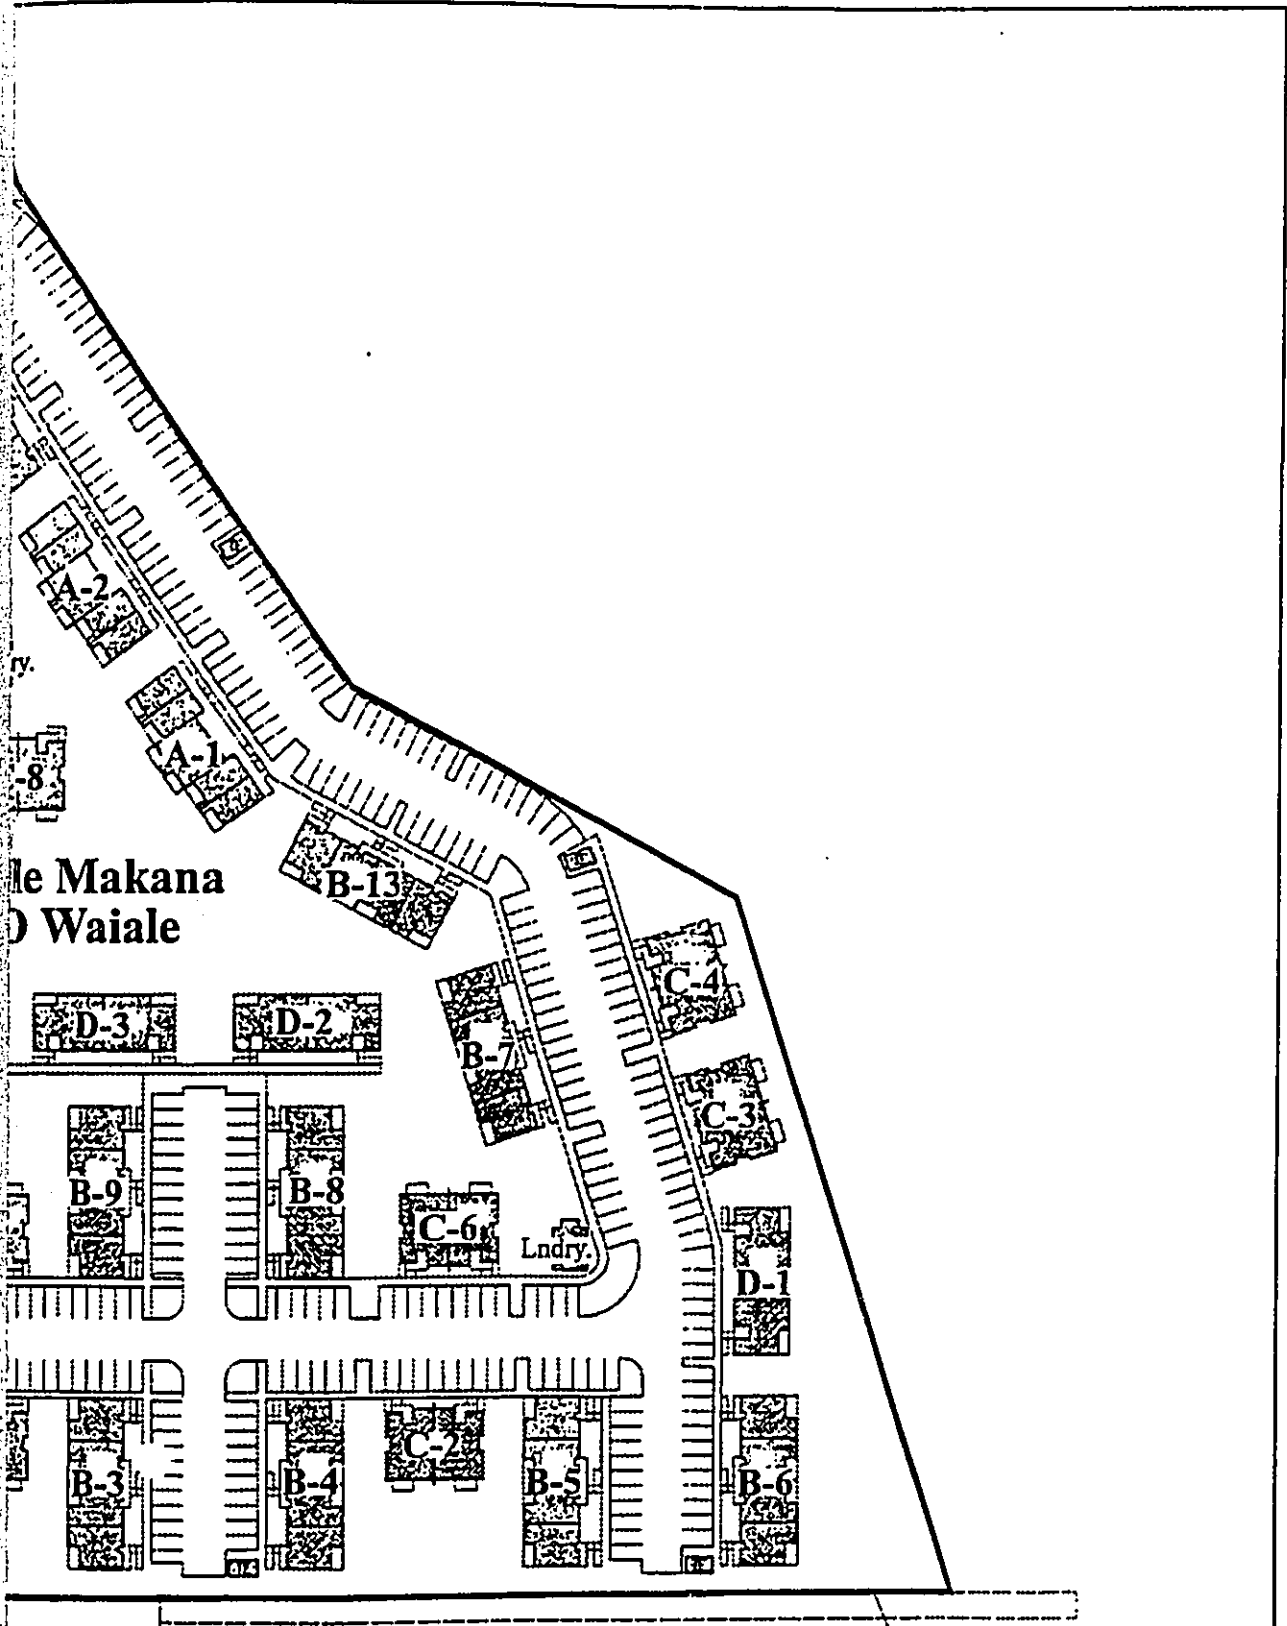 A-2
ry.
A-1
-8
le Makana
B-13
O Waiale
C-4
D-3
D-2
B-7
C-3
B-9
B-8
C-6
Lndry.
D-1
C-2
B-3
B-4
B-5
B-6